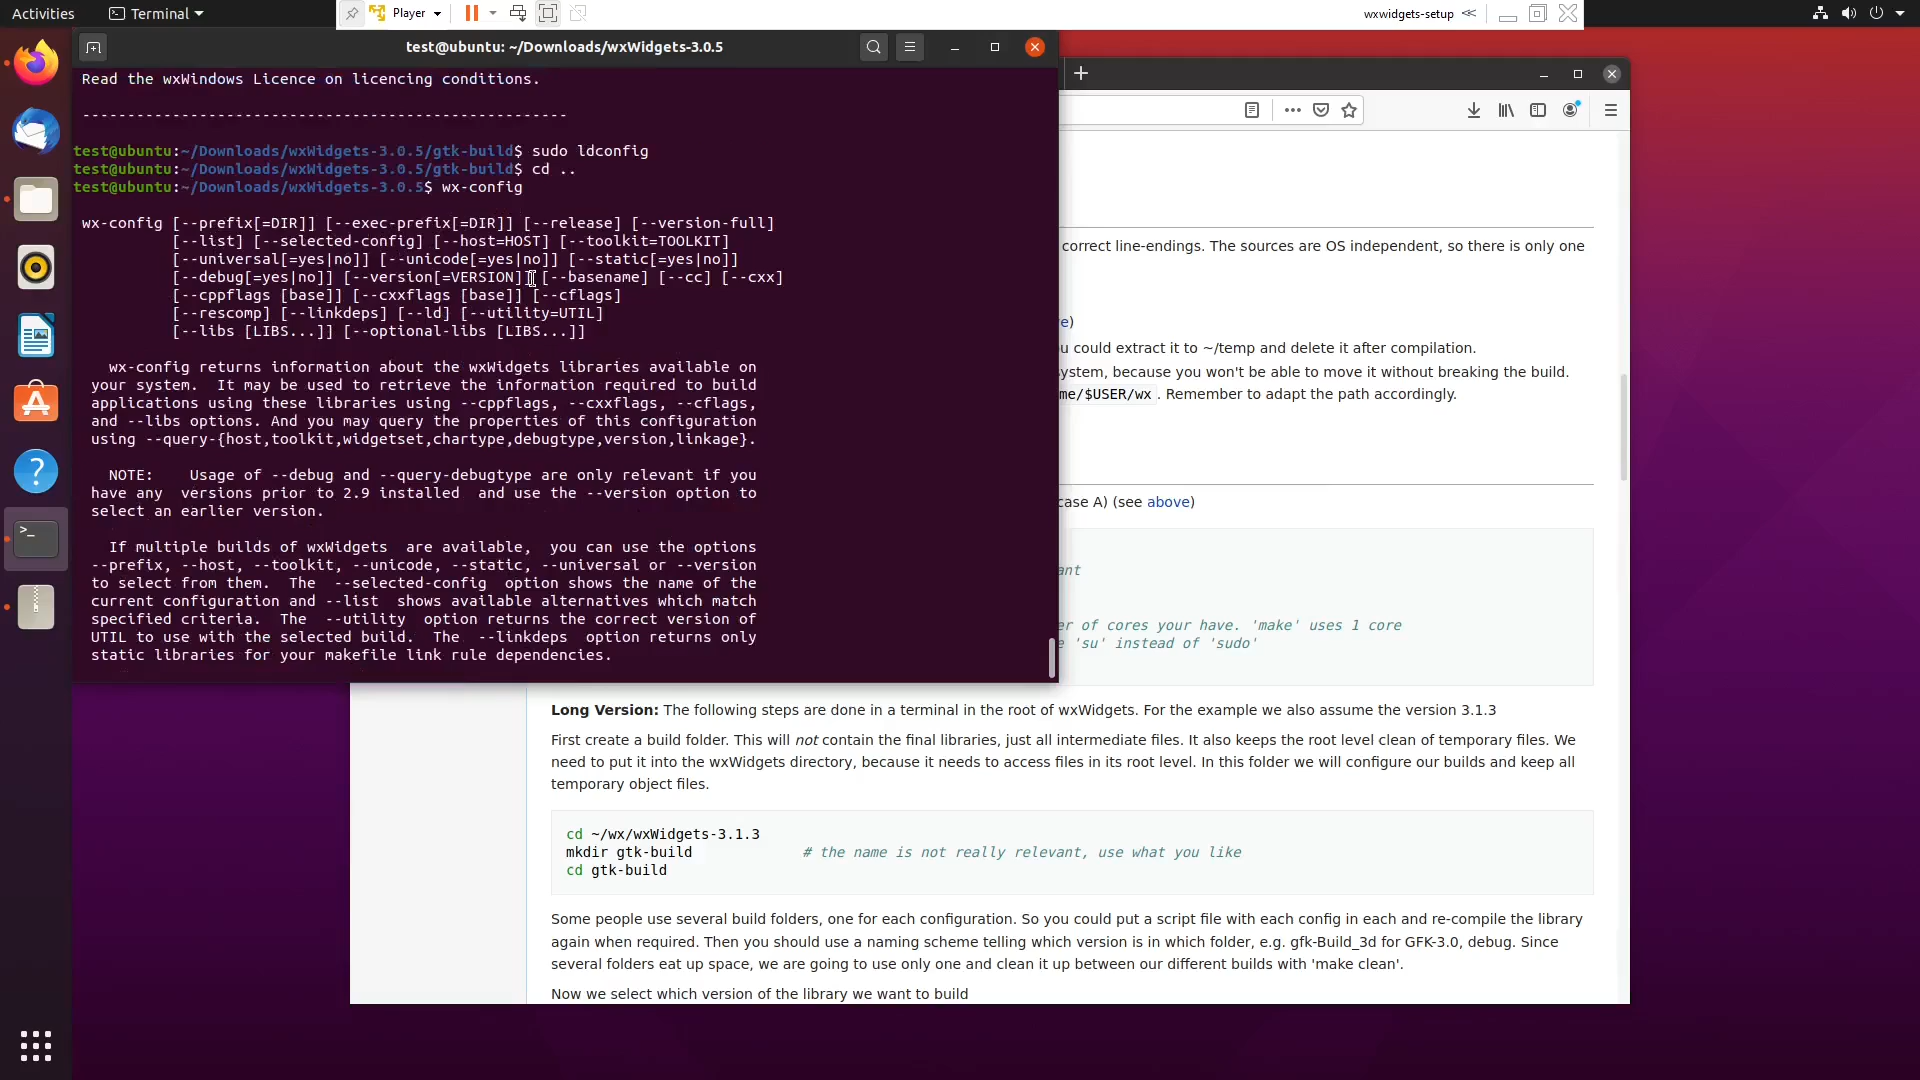 Activities
Terminal
Player
wxwidgets-setup
test@ubuntu: ~/Downloads/wxWidgets-3.0.5
Read the wxWindows Licence on licencing conditions.
------------------------------------------------------
test@ubuntu:~/Downloads/wxWidgets-3.0.5/gtk-build$ sudo ldconfig
test@ubuntu:~/Downloads/wxWidgets-3.0.5/gtk-build$ cd ..
test@ubuntu:~/Downloads/wxWidgets-3.0.5$ wx-config
wx-config [--prefix[=DIR]] [--exec-prefix[=DIR]] [--release] [--version-full]
[--list] [--selected-config] [--host=HOST] [--toolkit=TOOLKIT]
[--universal[=yes|no]] [--unicode[=yes|no]] [--static[=yes|no]]
[--debug[=yes|no]] [--version[=VERSION]] [--basename] [--cc] [--cxx]
[--cppflags [base]] [--cxxflags [base]] [--cflags]
[--rescomp] [--linkdeps] [--ld] [--utility=UTIL]
[--libs [LIBS...]] [--optional-libs [LIBS...]]
wx-config returns information about the wxWidgets libraries available on
your system.  It may be used to retrieve the information required to build
applications using these libraries using --cppflags, --cxxflags, --cflags,
and --libs options. And you may query the properties of this configuration
using --query-{host,toolkit,widgetset,chartype,debugtype,version,linkage}.
NOTE:    Usage of --debug and --query-debugtype are only relevant if you
have any  versions prior to 2.9 installed  and use the --version option to
select an earlier version.
If multiple builds of wxWidgets  are available,  you can use the options
--prefix, --host, --toolkit, --unicode, --static, --universal or --version
to select from them.  The  --selected-config  option shows the name of the
current configuration and --list  shows available alternatives which match
specified criteria.  The  --utility  option returns the correct version of
UTIL to use with the selected build.  The  --linkdeps  option returns only
static libraries for your makefile link rule dependencies.
correct line-endings. The sources are OS independent, so there is only one
e)
u could extract it to ~/temp and delete it after compilation.
system, because you won't be able to move it without breaking the build.
me/$USER/wx . Remember to adapt the path accordingly.
case A) (see above)
ant
er of cores your have. 'make' uses 1 core
e 'su' instead of 'sudo'
Long Version: The following steps are done in a terminal in the root of wxWidgets. For the example we also assume the version 3.1.3
First create a build folder. This will not contain the final libraries, just all intermediate files. It also keeps the root level clean of temporary files. We
need to put it into the wxWidgets directory, because it needs to access files in its root level. In this folder we will configure our builds and keep all
temporary object files.
cd ~/wx/wxWidgets-3.1.3
mkdir gtk-build # the name is not really relevant, use what you like
cd gtk-build
Some people use several build folders, one for each configuration. So you could put a script file with each config in each and re-compile the library
again when required. Then you should use a naming scheme telling which version is in which folder, e.g. gfk-Build_3d for GFK-3.0, debug. Since
several folders eat up space, we are going to use only one and clean it up between our different builds with 'make clean'.
Now we select which version of the library we want to build